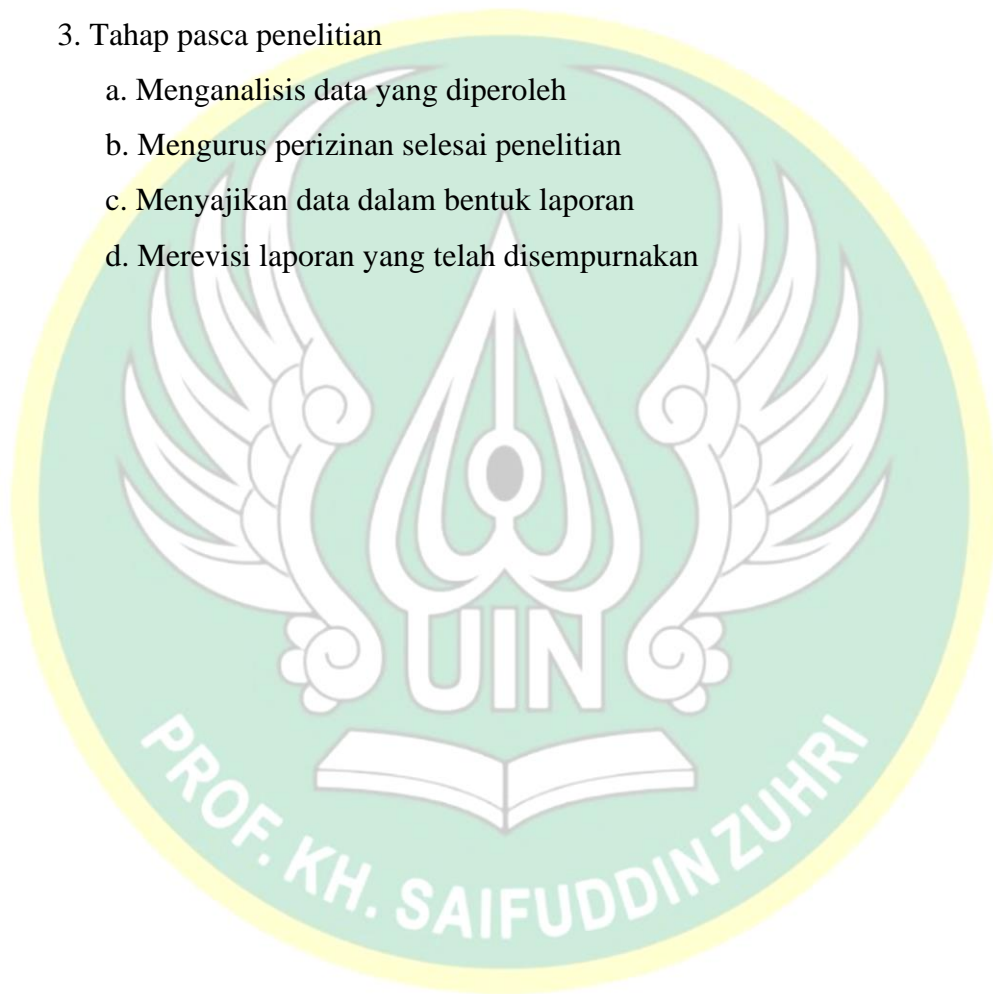 3. Tahap pasca penelitian
a. Menganalisis data yang diperoleh
b. Mengurus perizinan selesai penelitian
c. Menyajikan data dalam bentuk laporan
d. Merevisi laporan yang telah disempurnakan
UIN
PROF. KH. SAIFUDDIN ZUHRI